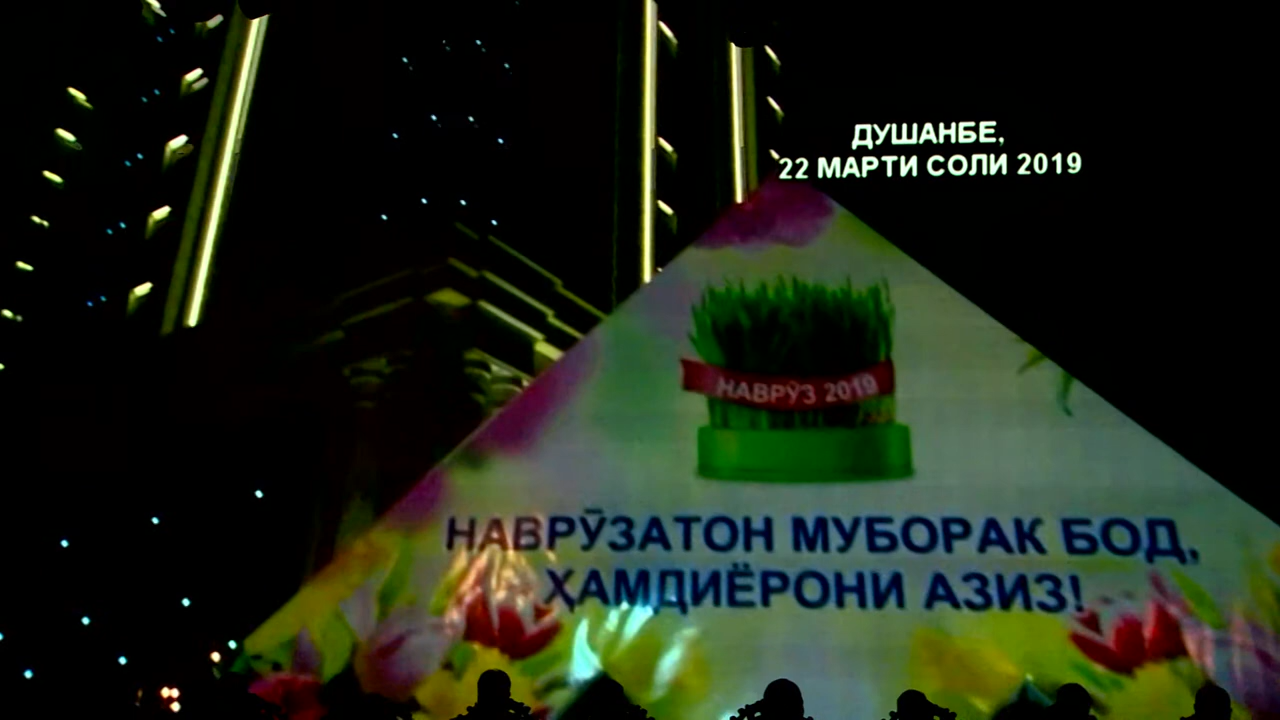 ДУШАНБЕ,
22 МАРТИ СОЛИ 2019
НАВРӮЗ 2019
НАВРӮЗАТОН МУБОРАК БОД,
ҲАМДИЁРОНИ АЗИЗ!